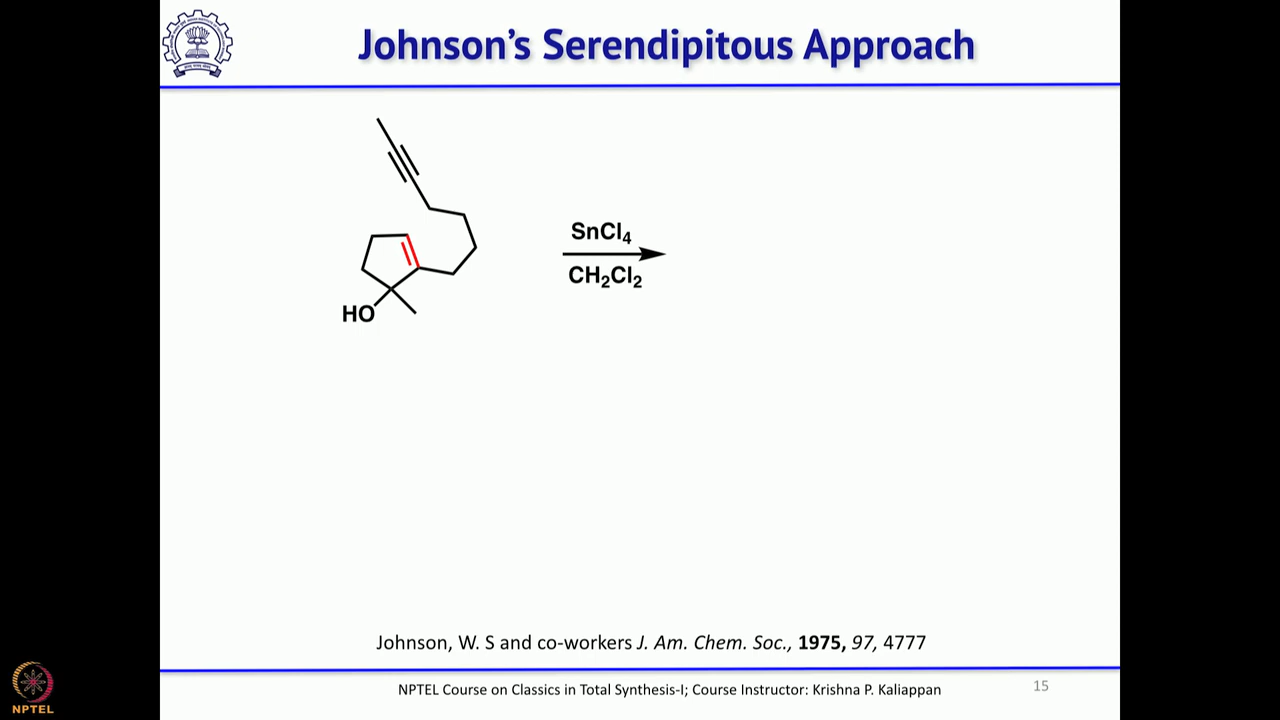 Johnson's Serendipitous Approach
SnCl4
CH2Cl2
HO
Johnson, W. S and co-workers J. Am. Chem. Soc., 1975, 97, 4777
NPTEL Course on Classics in Total Synthesis-I; Course Instructor: Krishna P. Kaliappan
15
NPTEL